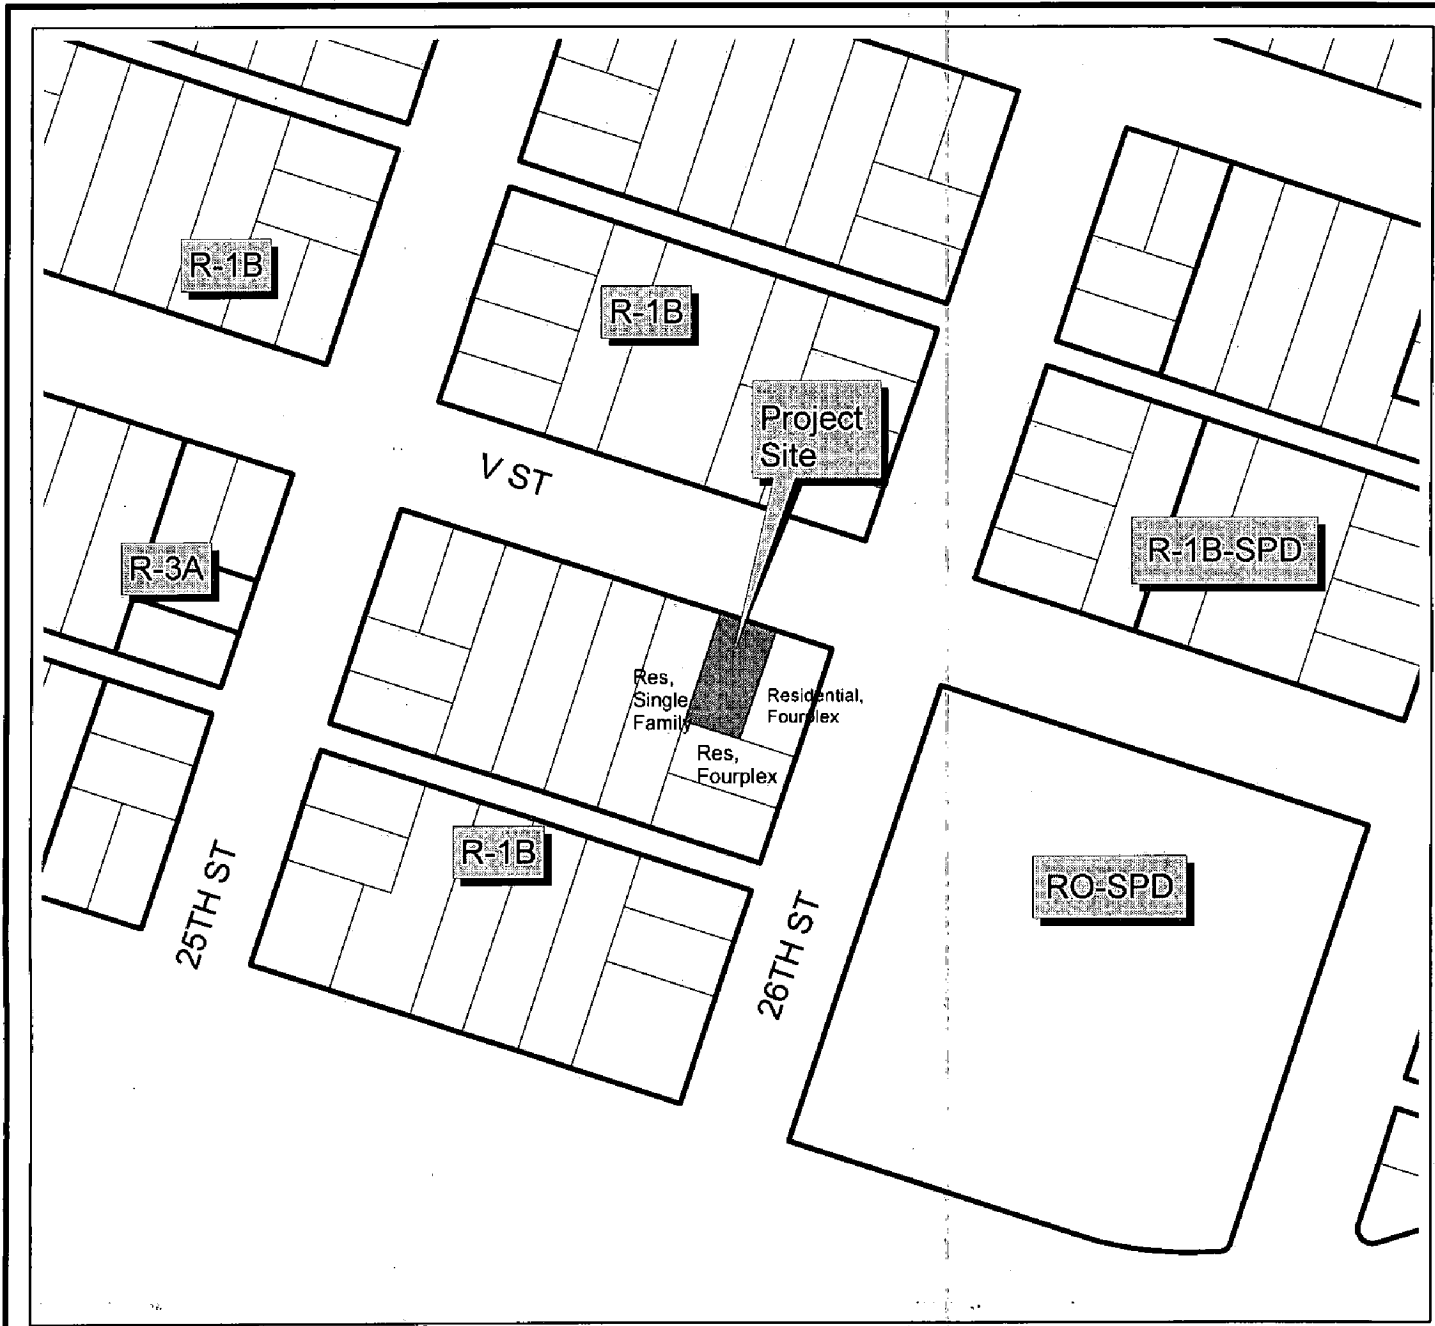 R-1B
R-1B
Project
Site
V ST
R-3A
R-1B-SPD
Res,
Single
Family
Residential,
Fourplex
Res,
Fourplex
R-1B
RO-SPD
25TH ST
26TH ST